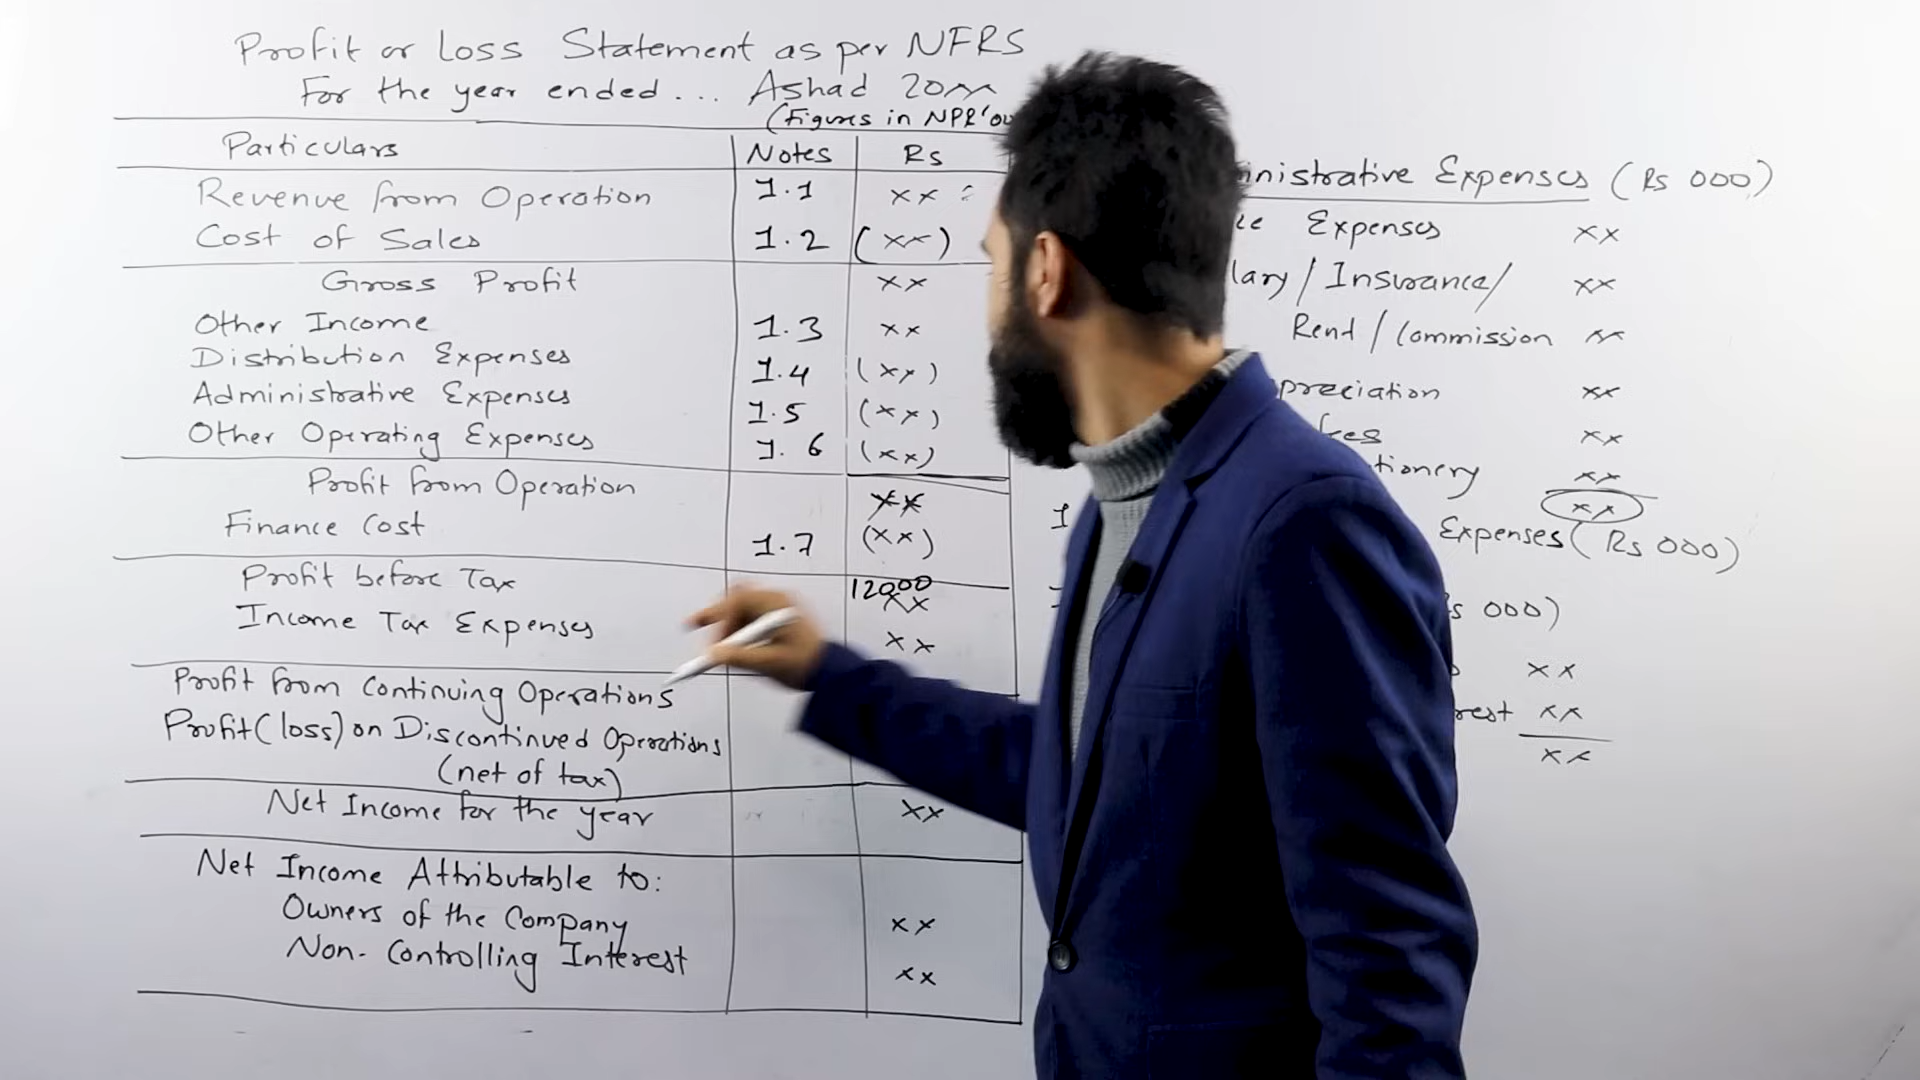 Profit or Loss Statement as per NFRS
For the year ended... Ashad 20xx
(Figures in NPR
Particulars Notes Rs
Revenue from Operation 1.1 xx
Cost of Sales 1.2 (xx)
Gross Profit xx
Other Income 1.3 xx
Distribution Expenses 1.4 (xx)
Administrative Expenses 1.5 (xx)
Other Operating Expenses 1.6 (xx)
Profit from Operation xx
Finance Cost 1.7 (xx)
Profit before Tax 12000 xx
Income Tax Expenses xx
Profit from Continuing Operations
Profit (loss) on Discontinued Operations
(net of tax)
Net Income for the year xx
Net Income Attributable to:
Owners of the Company xx
Non-Controlling Interest xx
Expenses (Rs 000)
Expenses xx
/ Insurance/ xx
Rend / Commission xx
xx
xx
xx
xx
Expenses (Rs 000)
000)
xx
xx
xx